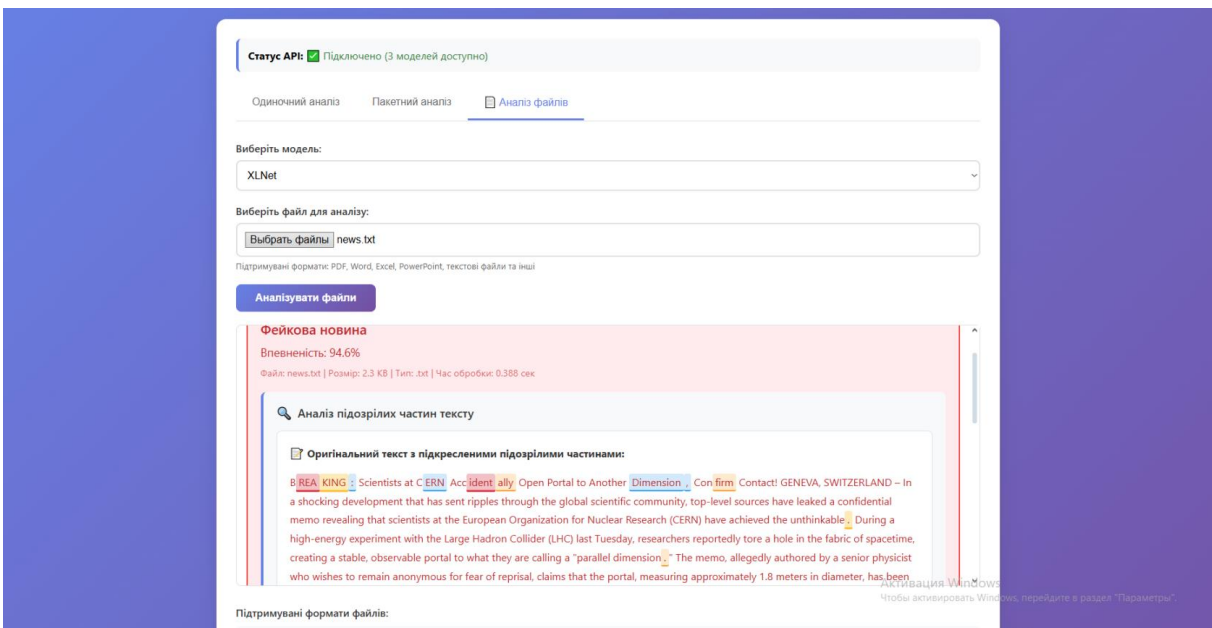 Статус API: ✅ Підключено (3 моделей доступно)
Одиночний аналіз Пакетний аналіз 📄 Аналіз файлів
Виберіть модель:
XLNet
Виберіть файл для аналізу:
Выбрать файлы news.txt
Підтримувані формати: PDF, Word, Excel, PowerPoint, текстові файли та інші
Аналізувати файли
Фейкова новина
Впевненість: 94.6%
Файл: news.txt | Розмір: 2.3 KB | Тип: .txt | Час обробки: 0.388 сек
🔍 Аналіз підозрілих частин тексту
📝 Оригінальний текст з підкресленими підозрілими частинами:
B REA KING : Scientists at C ERN Acc ident ally Open Portal to Another Dimension , Con firm Contact! GENEVA, SWITZERLAND – In
a shocking development that has sent ripples through the global scientific community, top-level sources have leaked a confidential
memo revealing that scientists at the European Organization for Nuclear Research (CERN) have achieved the unthinkable . During a
high-energy experiment with the Large Hadron Collider (LHC) last Tuesday, researchers reportedly tore a hole in the fabric of spacetime,
creating a stable, observable portal to what they are calling a "parallel dimension . " The memo, allegedly authored by a senior physicist
who wishes to remain anonymous for fear of reprisal, claims that the portal, measuring approximately 1.8 meters in diameter, has been
Активация Windows
Чтобы активировать Windows, перейдите в раздел "Параметры".
Підтримувані формати файлів: